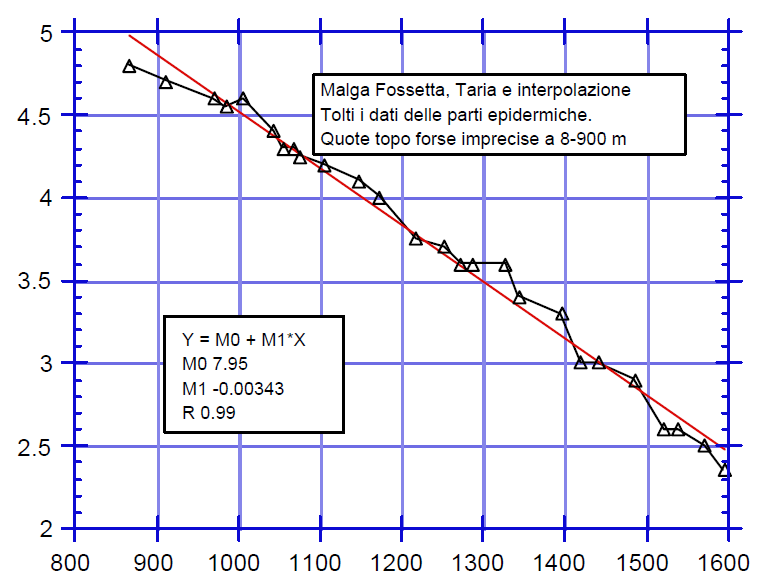 5
4.5
4
3.5
3
2.5
2
Malga Fossetta, Taria e interpolazione
Tolti i dati delle parti epidermiche.
Quote topo forse imprecise a 8-900 m
Y = M0 + M1*X
M0 7.95
M1 -0.00343
R 0.99
800 900 1000 1100 1200 1300 1400 1500 1600